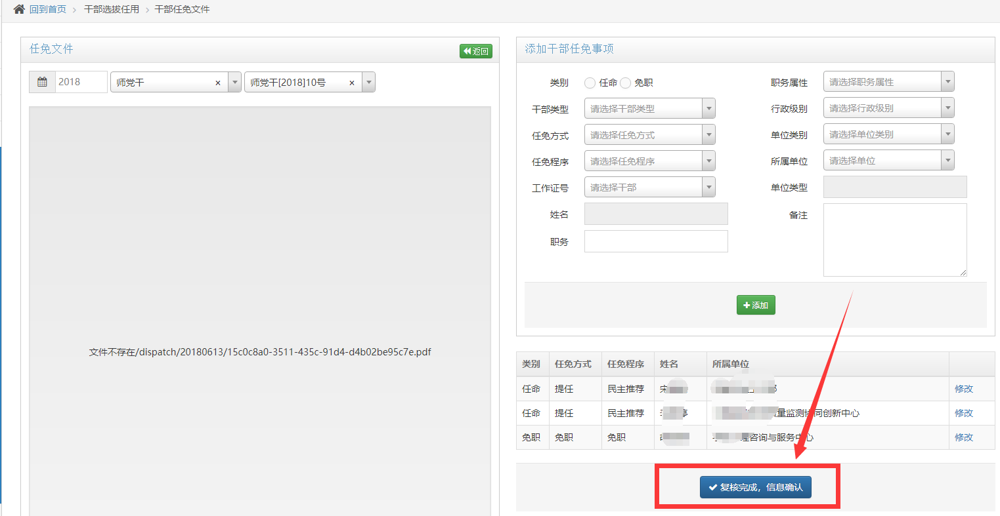 回到首页 > 干部选拔任用 > 干部任免文件
任免文件
返回
2018
师党干 ×
师党干[2018]10号 ×
文件不存在/dispatch/20180613/15c0c8a0-3511-435c-91d4-d4b02be95c7e.pdf
添加干部任免事项
类别 任命 免职
职务属性 请选择职务属性
干部类型 请选择干部类型
行政级别 请选择行政级别
任免方式 请选择任免方式
单位类别 请选择单位类别
任免程序 请选择任免程序
所属单位 请选择单位
工作证号 请选择干部
单位类型
姓名
备注
职务
添加
类别 任免方式 任免程序 姓名 所属单位
任命 提任 民主推荐 宋 修改
任命 提任 民主推荐 量监测协同创新中心 修改
免职 免职 免职 理咨询与服务中心 修改
复核完成，信息确认